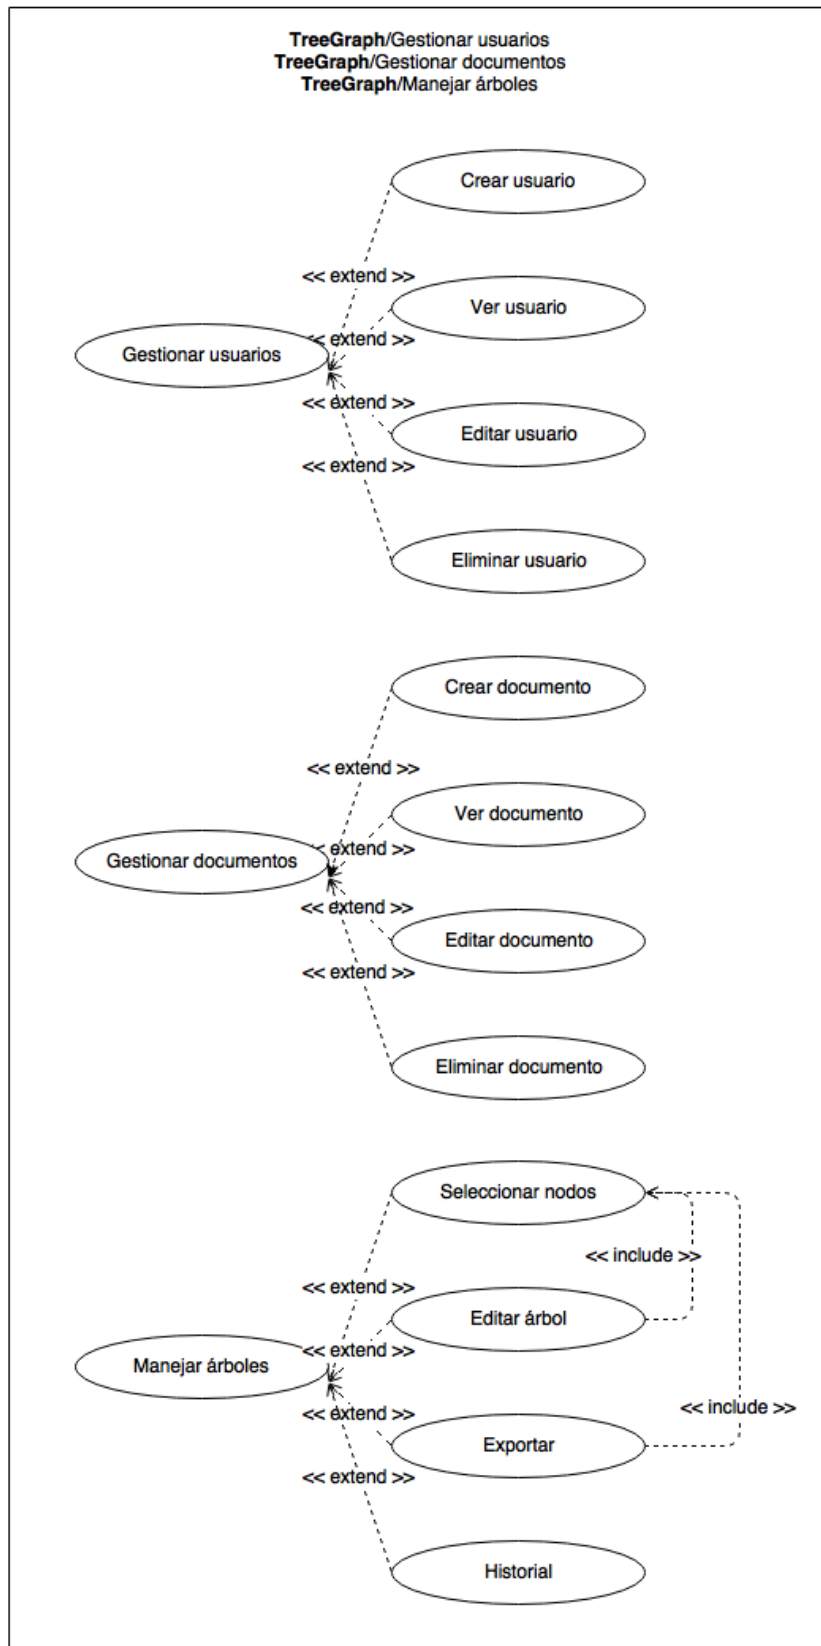 TreeGraph/Gestionar usuarios
TreeGraph/Gestionar documentos
TreeGraph/Manejar árboles
Crear usuario
<< extend >>
Ver usuario
<< extend >>
Gestionar usuarios
<< extend >>
Editar usuario
<< extend >>
Eliminar usuario
Crear documento
<< extend >>
Ver documento
<< extend >>
Gestionar documentos
<< extend >>
Editar documento
<< extend >>
Eliminar documento
Seleccionar nodos
<< include >>
<< extend >>
Editar árbol
<< extend >>
Manejar árboles
<< include >>
<< extend >>
Exportar
<< extend >>
Historial